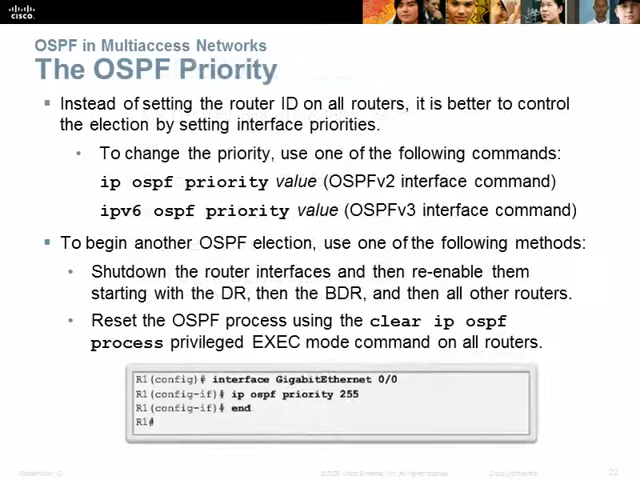 CISCO
OSPF in Multiaccess Networks
The OSPF Priority
▪ Instead of setting the router ID on all routers, it is better to control
the election by setting interface priorities.
• To change the priority, use one of the following commands:
ip ospf priority value (OSPFv2 interface command)
ipv6 ospf priority value (OSPFv3 interface command)
▪ To begin another OSPF election, use one of the following methods:
• Shutdown the router interfaces and then re-enable them
starting with the DR, then the BDR, and then all other routers.
• Reset the OSPF process using the clear ip ospf
process privileged EXEC mode command on all routers.
R1(config)# interface GigabitEthernet 0/0
R1(config-if)# ip ospf priority 255
R1(config-if)# end
R1#
Presentation_ID
Cisco Confidential
22